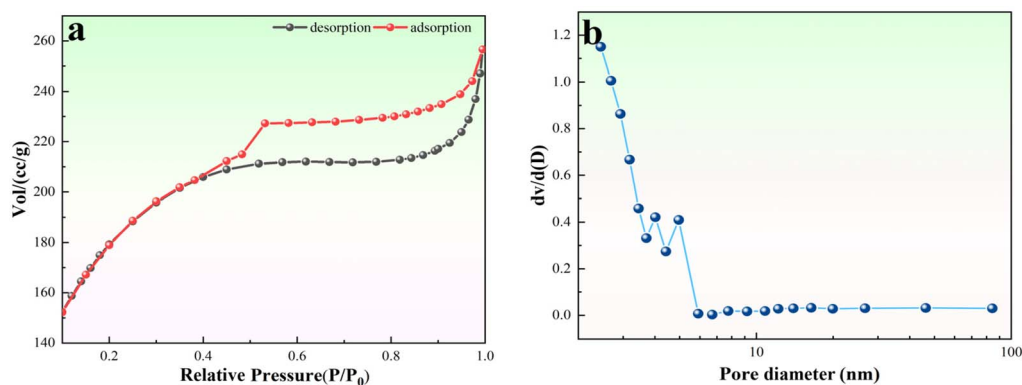 a
desorption adsorption
260
240
220
200
180
160
140
Vol/(cc/g)
0.2 0.4 0.6 0.8 1.0
Relative Pressure(P/P₀)
b
1.2
1.0
0.8
0.6
0.4
0.2
0.0
dv/d(D)
10 100
Pore diameter (nm)